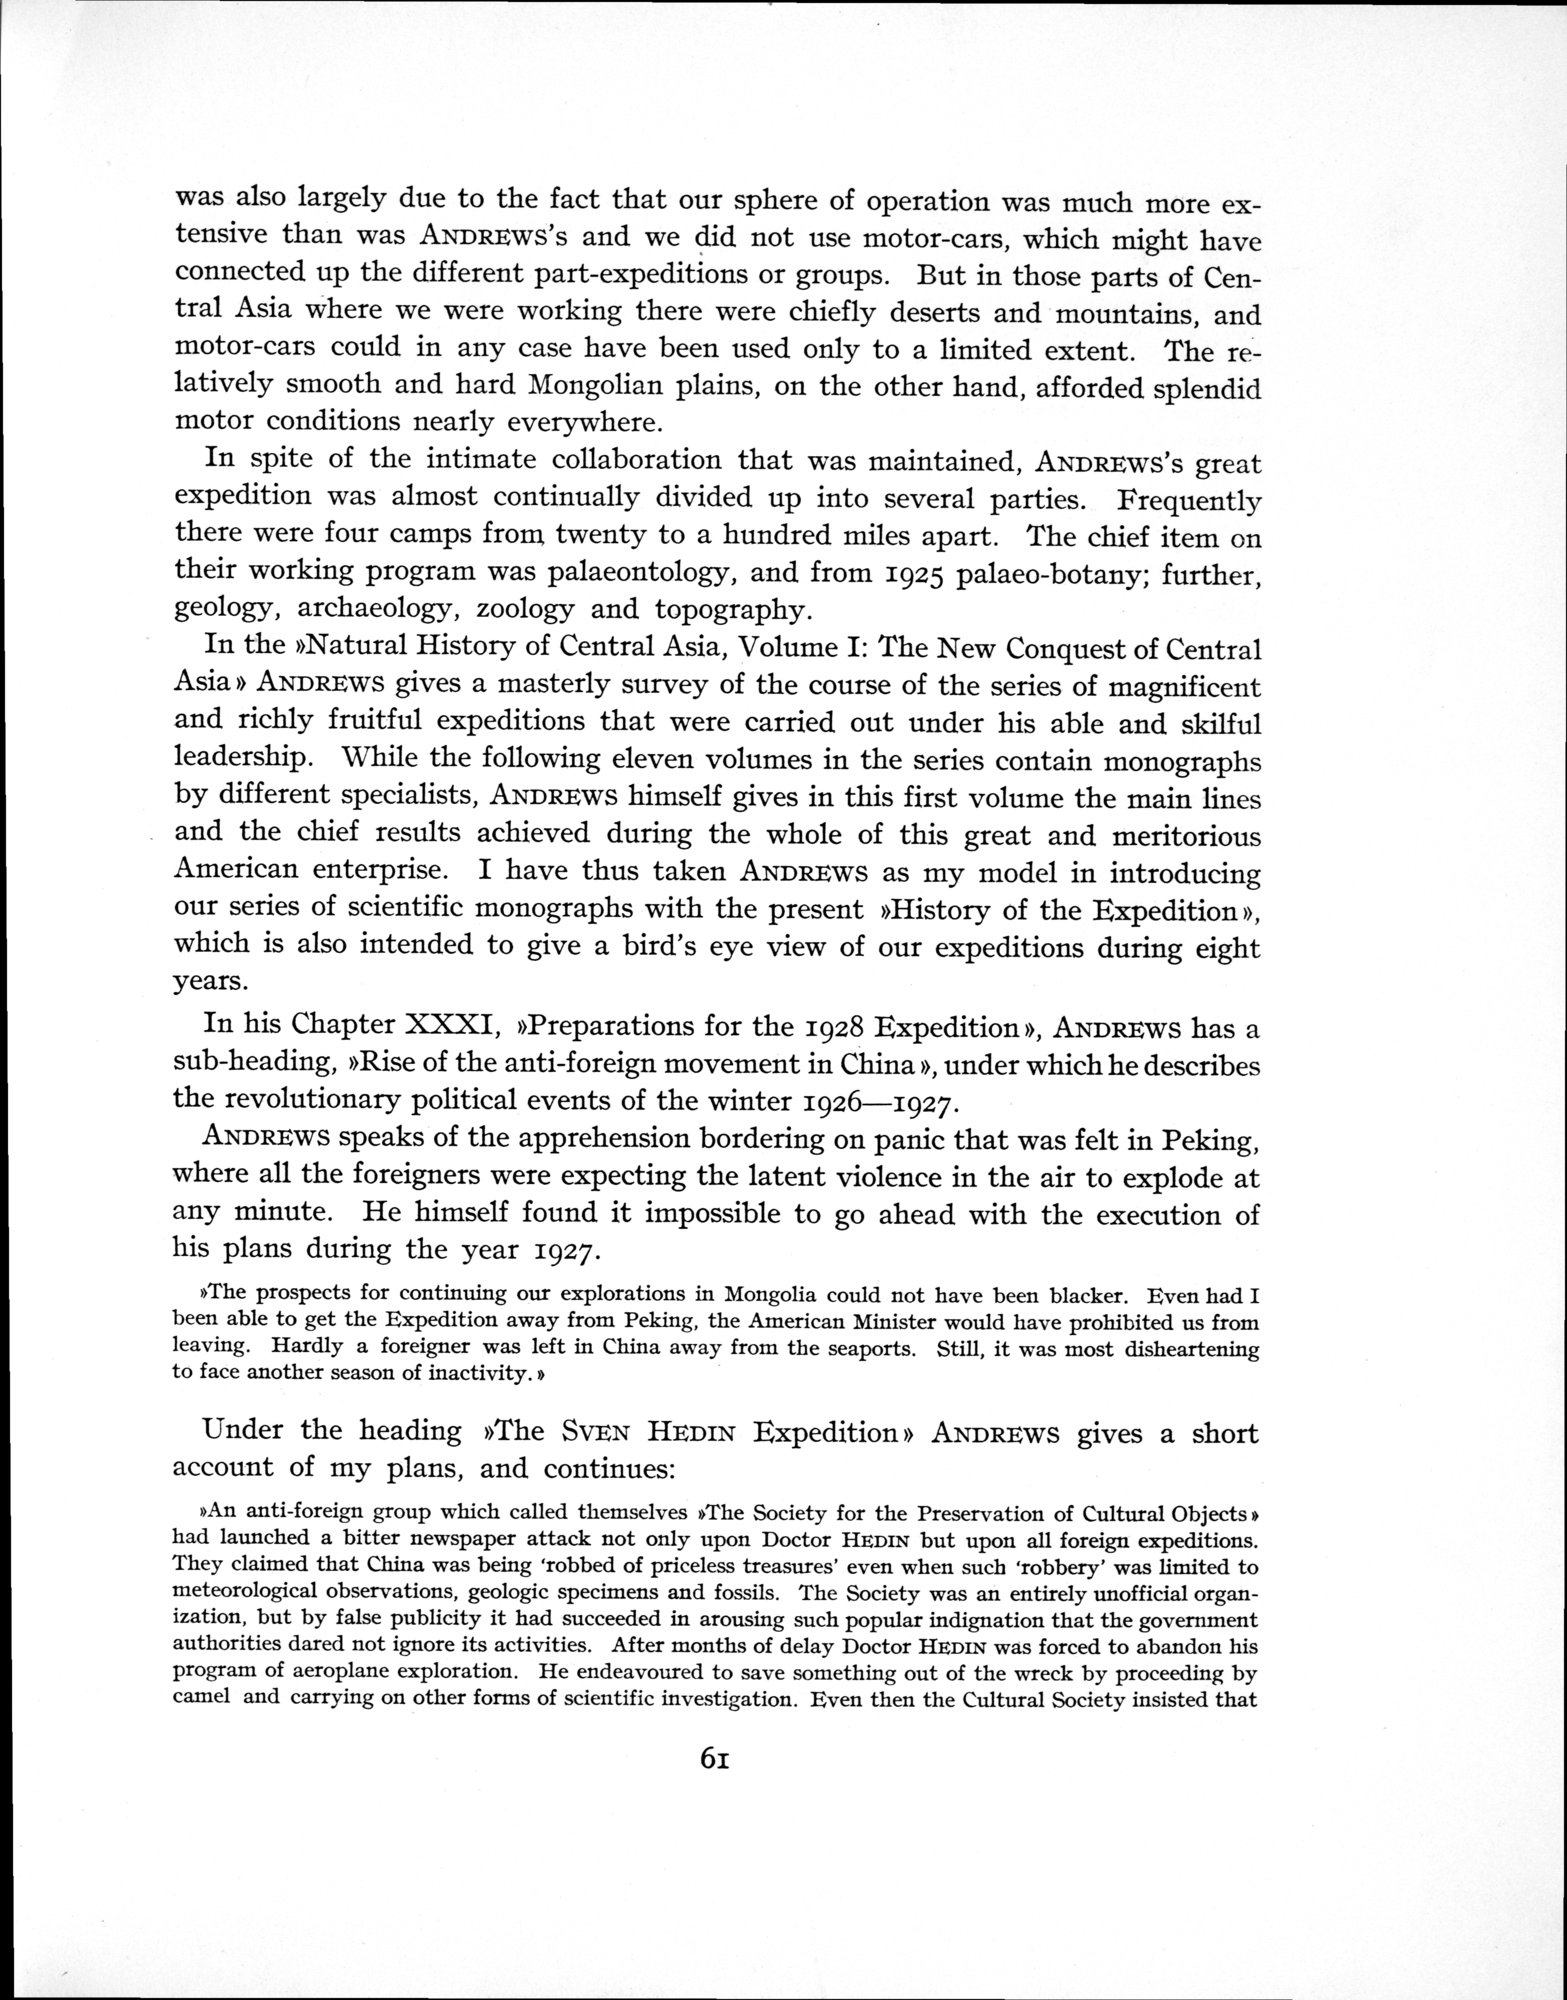 was also largely due to the fact that our sphere of operation was much more ex-
tensive than was ANDREWS's and we did not use motor-cars, which might have
connected up the different part-expeditions or groups. But in those parts of Cen-
tral Asia where we were working there were chiefly deserts and mountains, and
motor-cars could in any case have been used only to a limited extent. The re-
latively smooth and hard Mongolian plains, on the other hand, afforded splendid
motor conditions nearly everywhere.
In spite of the intimate collaboration that was maintained, ANDREWS's great
expedition was almost continually divided up into several parties. Frequently
there were four camps from twenty to a hundred miles apart. The chief item on
their working program was palaeontology, and from 1925 palaeo-botany; further,
geology, archaeology, zoology and topography.
In the »Natural History of Central Asia, Volume I: The New Conquest of Central
Asia» ANDREWS gives a masterly survey of the course of the series of magnificent
and richly fruitful expeditions that were carried out under his able and skilful
leadership. While the following eleven volumes in the series contain monographs
by different specialists, ANDREWS himself gives in this first volume the main lines
and the chief results achieved during the whole of this great and meritorious
American enterprise. I have thus taken ANDREWS as my model in introducing
our series of scientific monographs with the present »History of the Expedition»,
which is also intended to give a bird's eye view of our expeditions during eight
years.
In his Chapter XXXI, »Preparations for the 1928 Expedition», ANDREWS has a
sub-heading, »Rise of the anti-foreign movement in China», under which he describes
the revolutionary political events of the winter 1926—1927.
ANDREWS speaks of the apprehension bordering on panic that was felt in Peking,
where all the foreigners were expecting the latent violence in the air to explode at
any minute. He himself found it impossible to go ahead with the execution of
his plans during the year 1927.
»The prospects for continuing our explorations in Mongolia could not have been blacker. Even had I
been able to get the Expedition away from Peking, the American Minister would have prohibited us from
leaving. Hardly a foreigner was left in China away from the seaports. Still, it was most disheartening
to face another season of inactivity.»
Under the heading »The SVEN HEDIN Expedition» ANDREWS gives a short
account of my plans, and continues:
»An anti-foreign group which called themselves »The Society for the Preservation of Cultural Objects»
had launched a bitter newspaper attack not only upon Doctor HEDIN but upon all foreign expeditions.
They claimed that China was being ‘robbed of priceless treasures’ even when such ‘robbery’ was limited to
meteorological observations, geologic specimens and fossils. The Society was an entirely unofficial organ-
ization, but by false publicity it had succeeded in arousing such popular indignation that the government
authorities dared not ignore its activities. After months of delay Doctor HEDIN was forced to abandon his
program of aeroplane exploration. He endeavoured to save something out of the wreck by proceeding by
camel and carrying on other forms of scientific investigation. Even then the Cultural Society insisted that
61